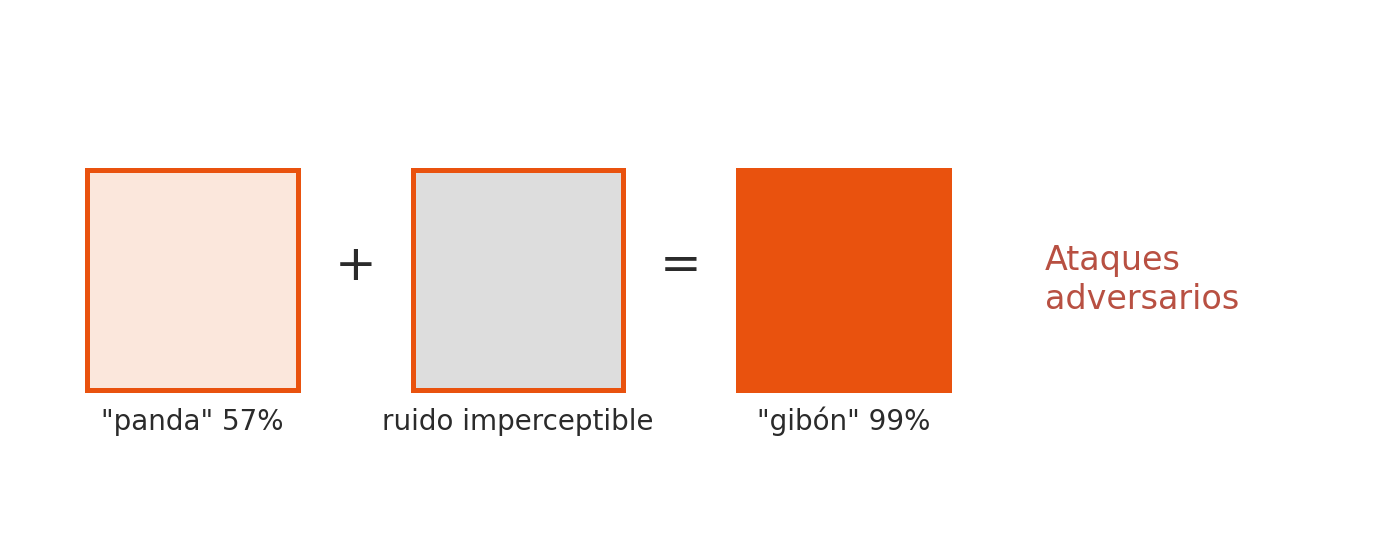 +
=
Ataques
adversarios
"panda" 57%
ruido imperceptible
"gibón" 99%